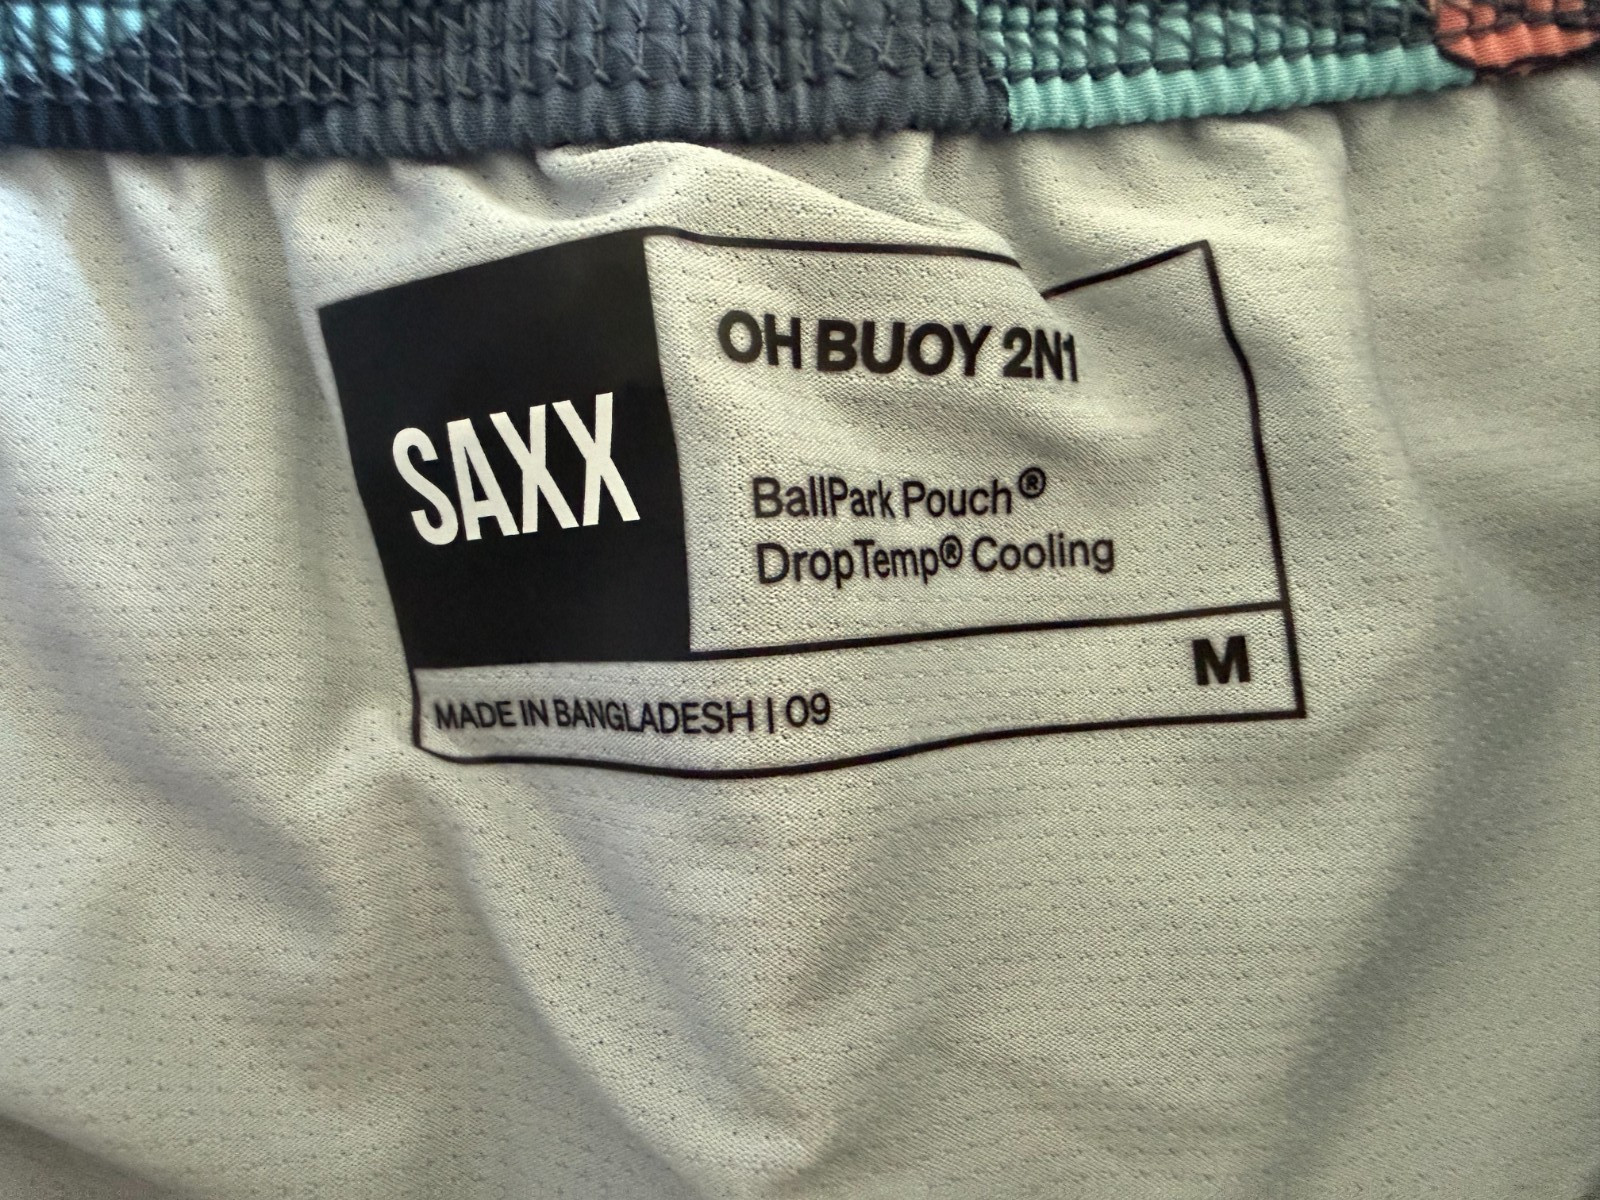 SAXX
OH BUOY 2N1
BallPark Pouch®
DropTemp® Cooling
M
MADE IN BANGLADESH | 09